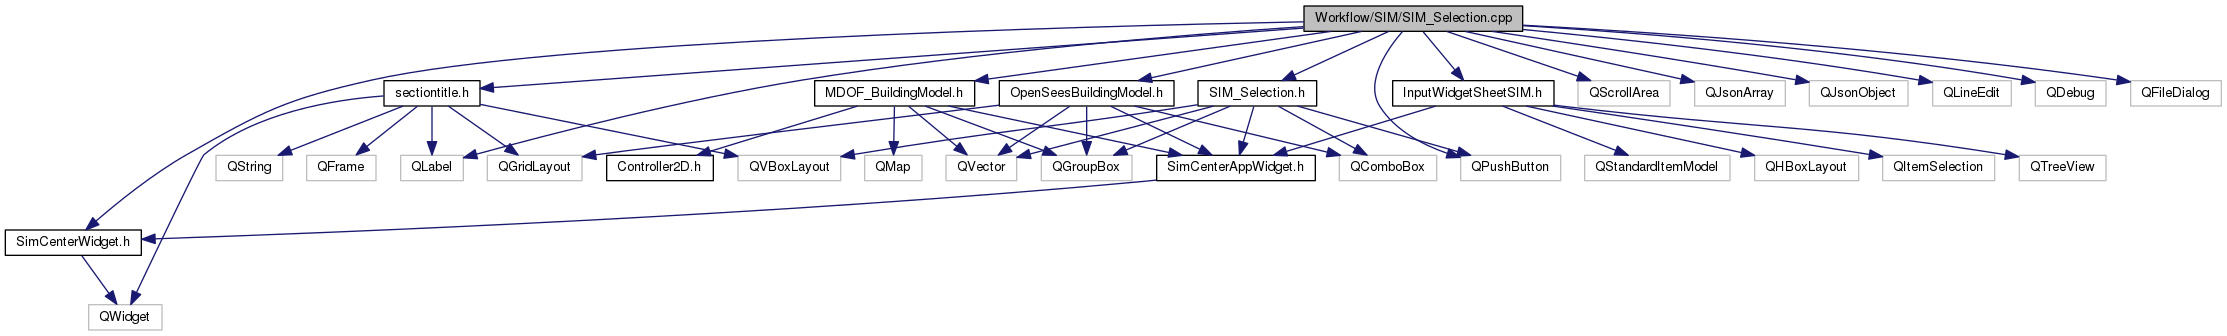 Workflow/SIM/SIM_Selection.cpp
sectiontitle.h
MDOF_BuildingModel.h
OpenSeesBuildingModel.h
SIM_Selection.h
InputWidgetSheetSIM.h
QScrollArea
QJsonArray
QJsonObject
QLineEdit
QDebug
QFileDialog
QString
QFrame
QLabel
QGridLayout
Controller2D.h
QVBoxLayout
QMap
QVector
QGroupBox
SimCenterAppWidget.h
QComboBox
QPushButton
QStandardItemModel
QHBoxLayout
QItemSelection
QTreeView
SimCenterWidget.h
QWidget